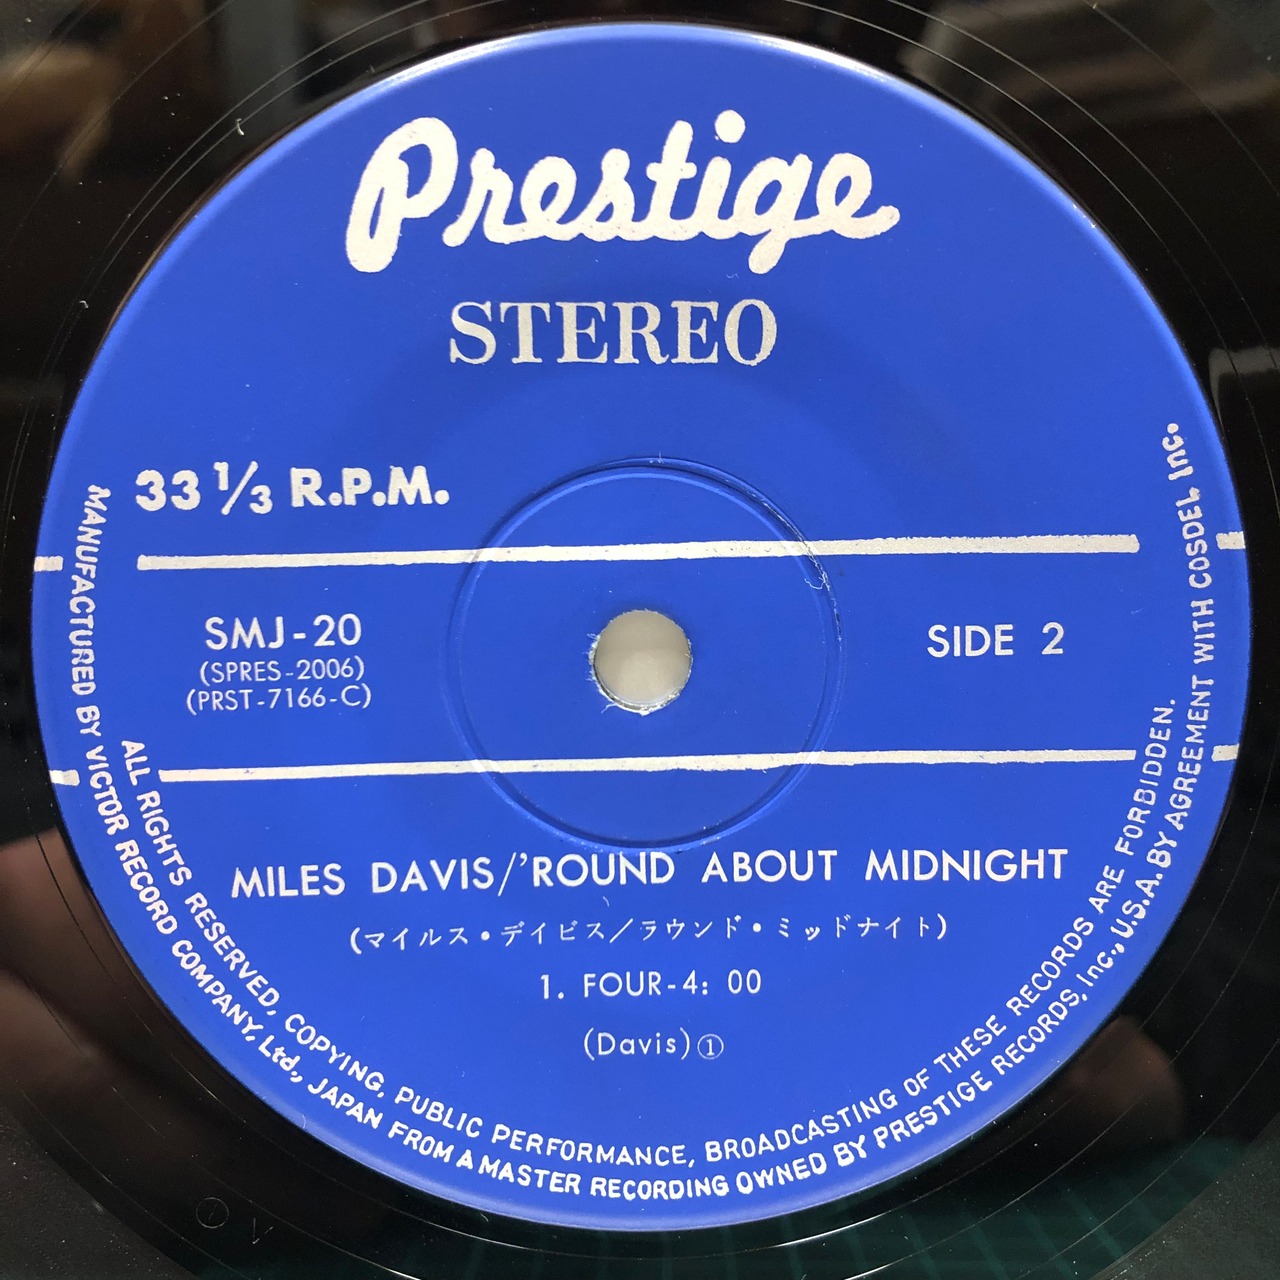 Prestige
STEREO
33 1/3 R.P.M.
SMJ-20
(SPRES-2006)
(PRST-7166-C)
SIDE 2
MILES DAVIS/'ROUND ABOUT MIDNIGHT
(マイルス・デイビス/ラウンド・ミッドナイト)
1. FOUR-4: 00
(Davis)①
ALL RIGHTS RESERVED, COPYING, PUBLIC PERFORMANCE, BROADCASTING OF THESE RECORDS ARE FORBIDDEN.
MANUFACTURED BY VICTOR RECORD COMPANY, Ltd., JAPAN FROM A MASTER RECORDING OWNED BY PRESTIGE RECORDS, Inc., U.S.A. BY AGREEMENT WITH COSDEL Inc.